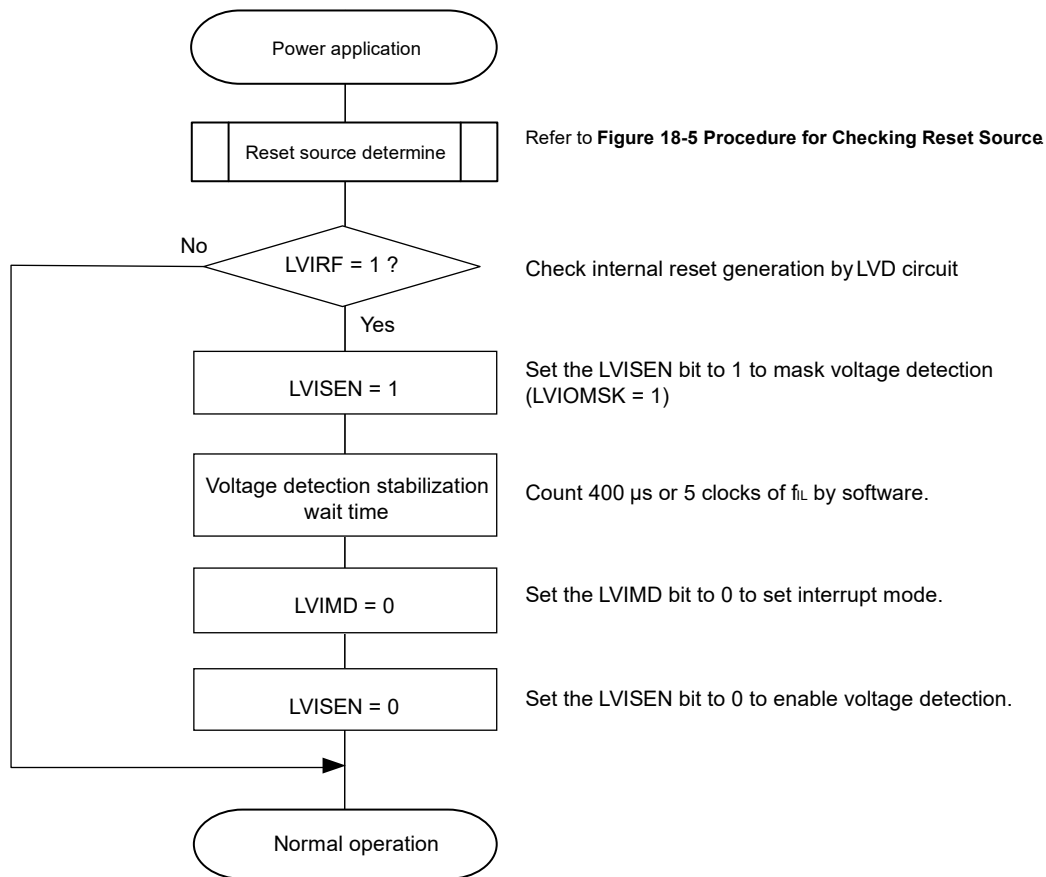 Power application
Reset source determine
Refer to Figure 18-5 Procedure for Checking Reset Source
No
LVIRF = 1 ?
Check internal reset generation by LVD circuit
Yes
LVISEN = 1
Set the LVISEN bit to 1 to mask voltage detection
(LVIOMSK = 1)
Voltage detection stabilization
wait time
Count 400 µs or 5 clocks of fIL by software.
LVIMD = 0
Set the LVIMD bit to 0 to set interrupt mode.
LVISEN = 0
Set the LVISEN bit to 0 to enable voltage detection.
Normal operation